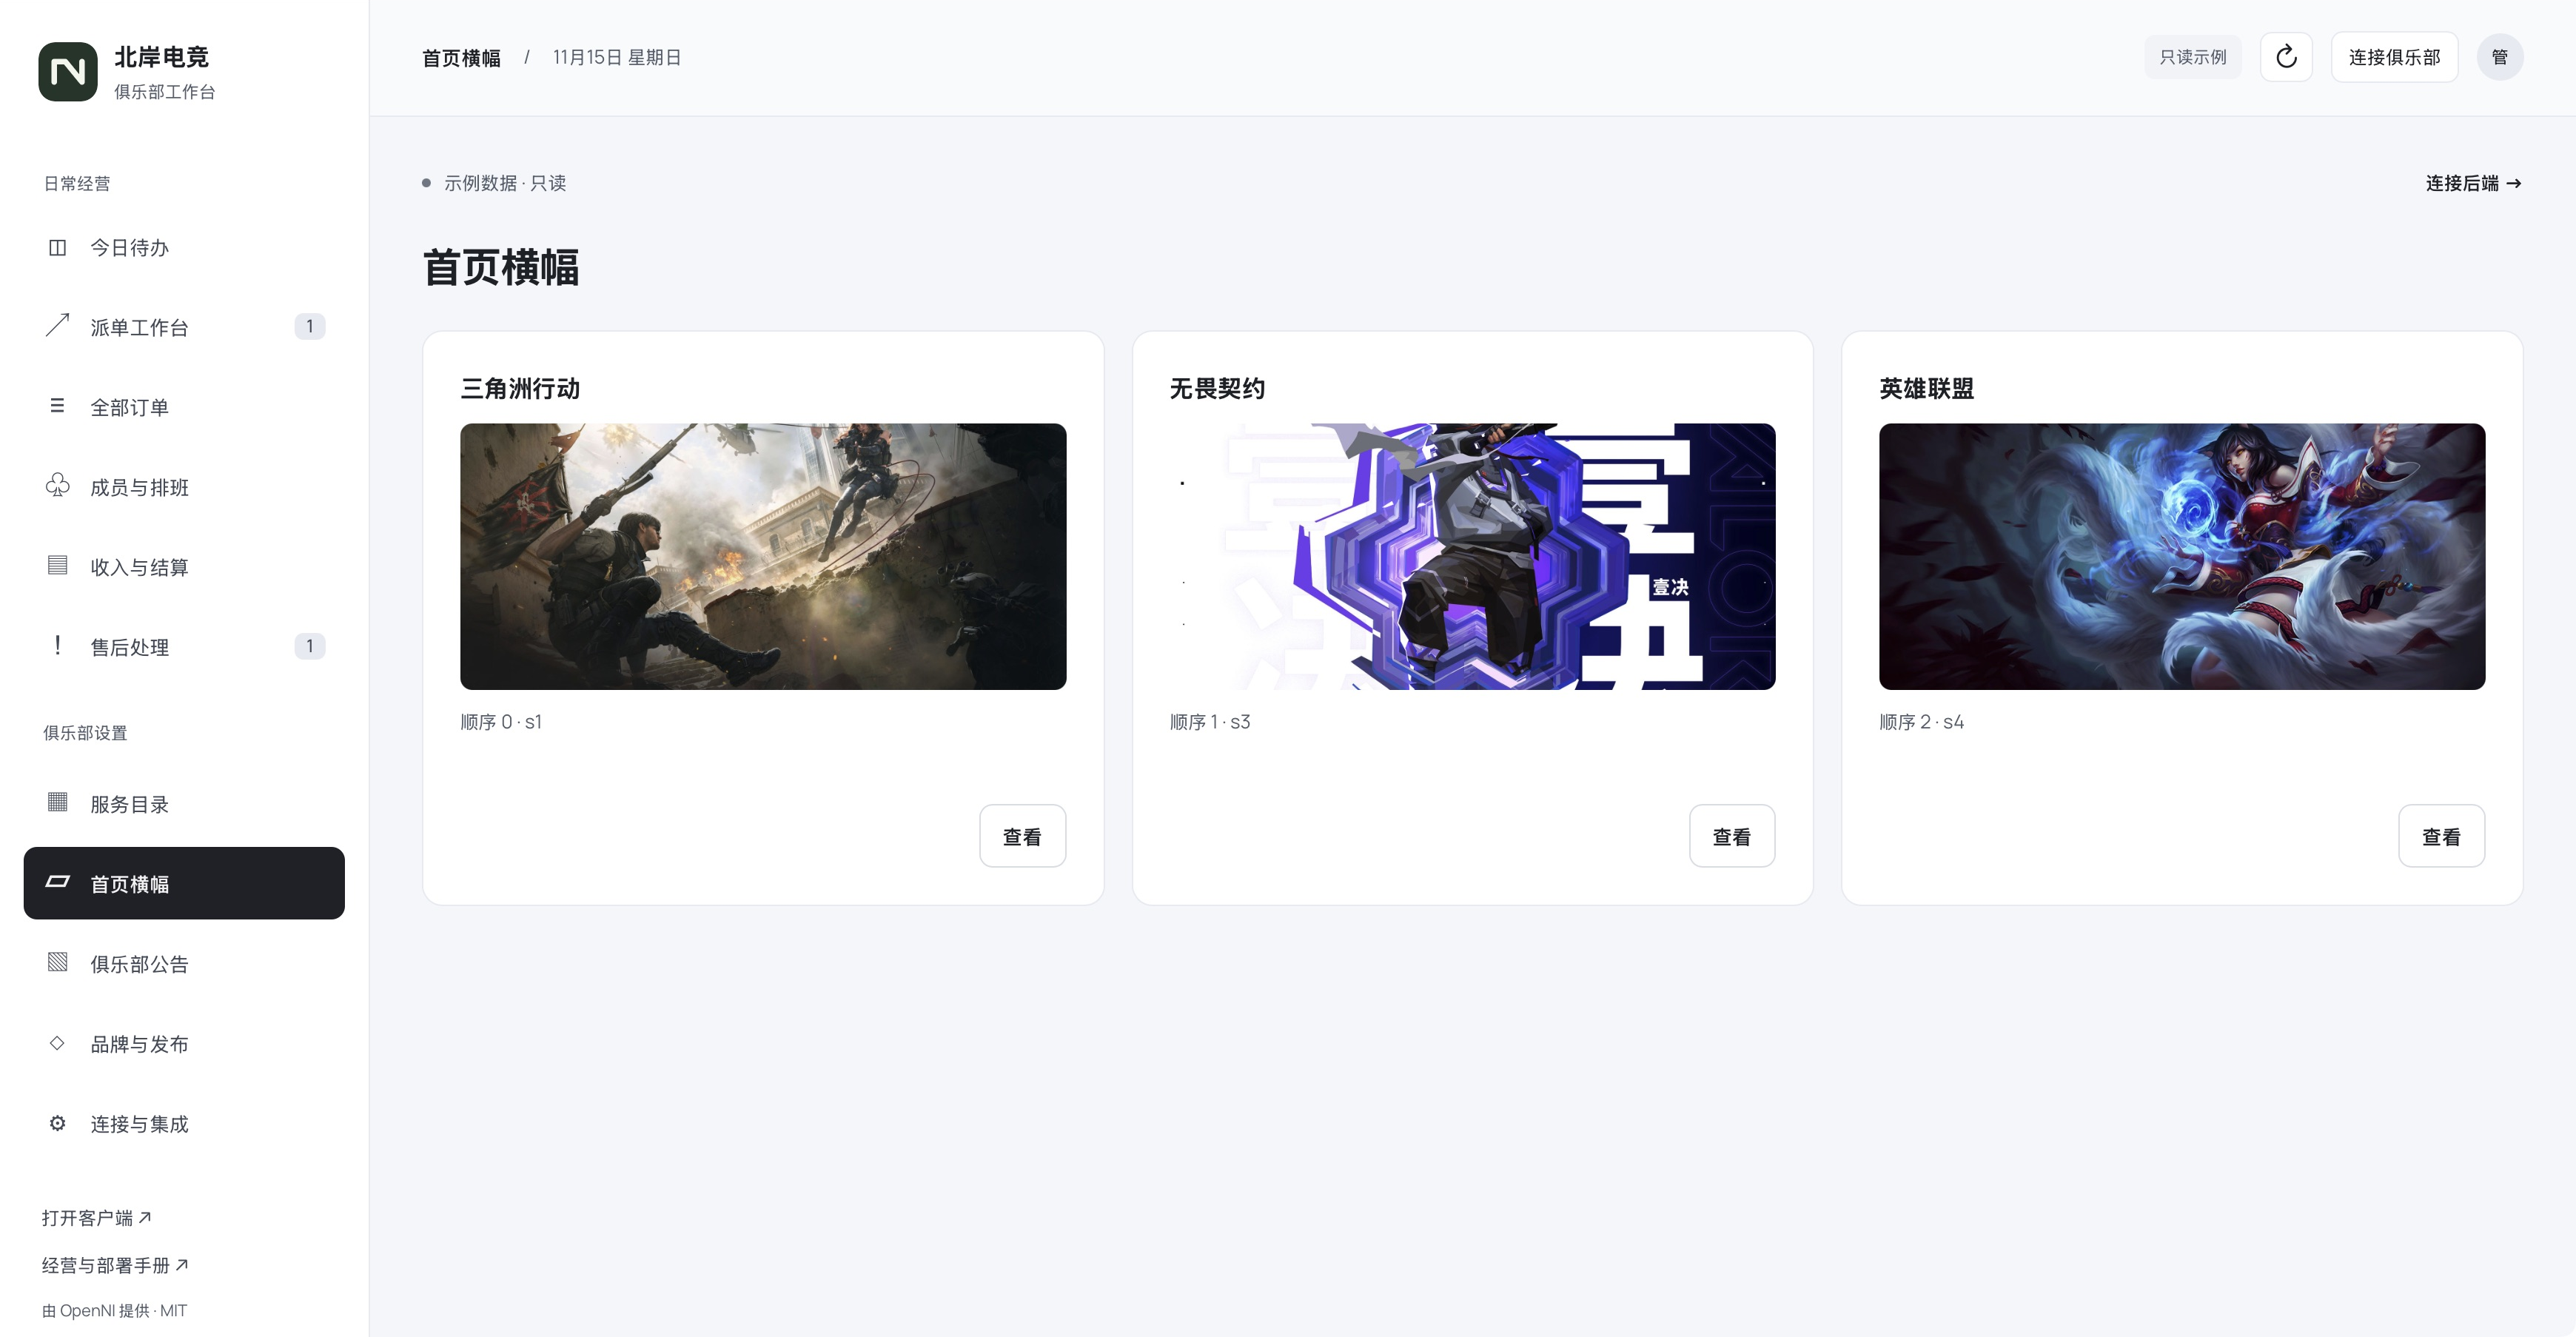 北岸电竞
俱乐部工作台
日常经营
今日待办
派单工作台 1
全部订单
成员与排班
收入与结算
售后处理 1
俱乐部设置
服务目录
首页横幅
俱乐部公告
品牌与发布
连接与集成
打开客户端 ↗
经营与部署手册 ↗
由 OpenNI 提供 · MIT
首页横幅 / 11月15日 星期日
只读示例
连接俱乐部
管
示例数据 · 只读
连接后端 →
首页横幅
三角洲行动
顺序 0 · s1
查看
无畏契约
壹决
顺序 1 · s3
查看
英雄联盟
顺序 2 · s4
查看